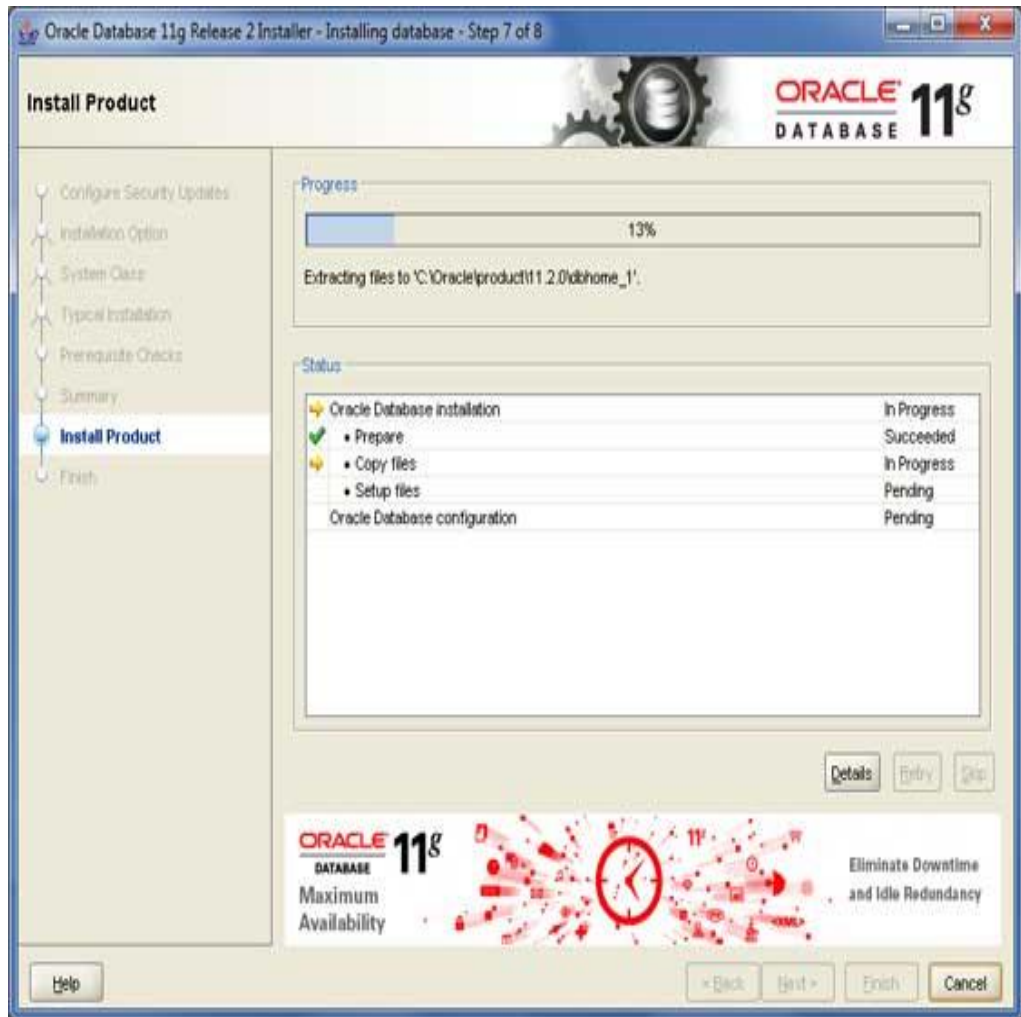 Oracle Database 11g Release 2 Installer - Installing database - Step 7 of 8
Install Product
ORACLE DATABASE 11g
Configure Security Updates
Installation Option
System Class
Typical Installation
Prerequisite Checks
Summary
Install Product
Finish
Progress
13%
Extracting files to 'C:\Oracle\product\11.2.0\dbhome_1'.
Status
Oracle Database installation In Progress
• Prepare Succeeded
• Copy files In Progress
• Setup files Pending
Oracle Database configuration Pending
Details Retry Skip
ORACLE DATABASE 11g
Maximum
Availability
11g
<XML>
Eliminate Downtime
and Idle Redundancy
Help < Back Next > Finish Cancel